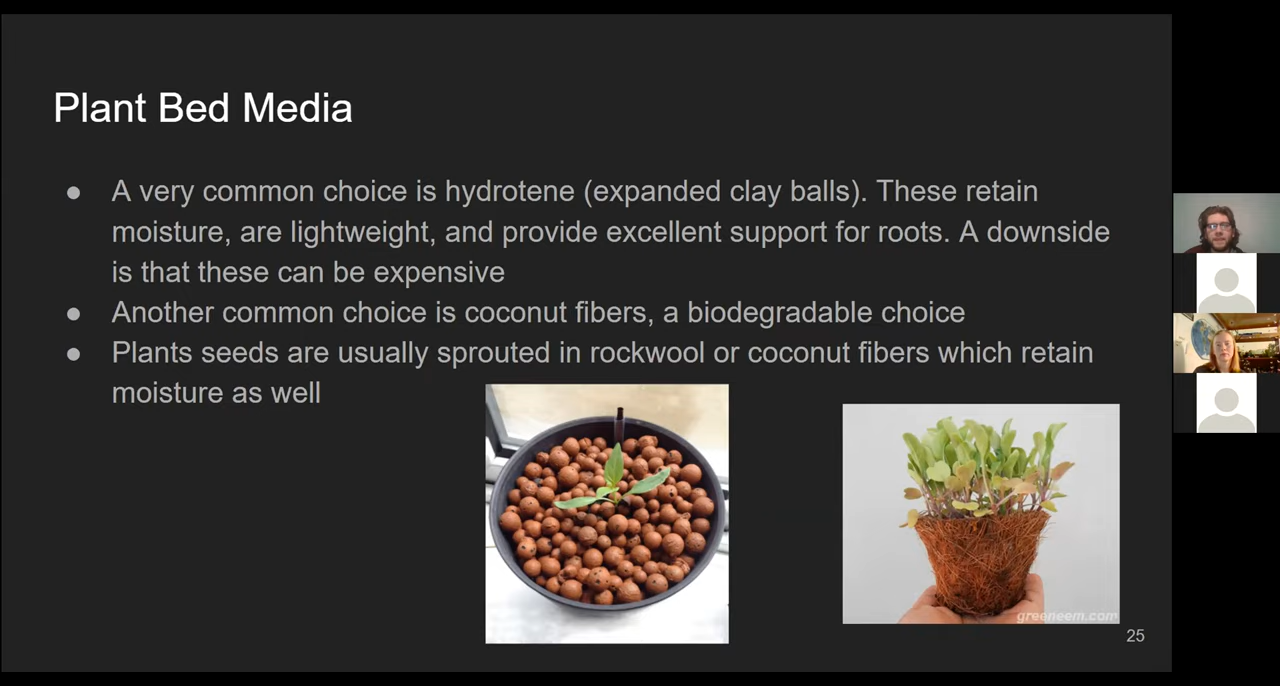 Plant Bed Media
● A very common choice is hydrotene (expanded clay balls). These retain
moisture, are lightweight, and provide excellent support for roots. A downside
is that these can be expensive
● Another common choice is coconut fibers, a biodegradable choice
● Plants seeds are usually sprouted in rockwool or coconut fibers which retain
moisture as well
greeneem.com
25